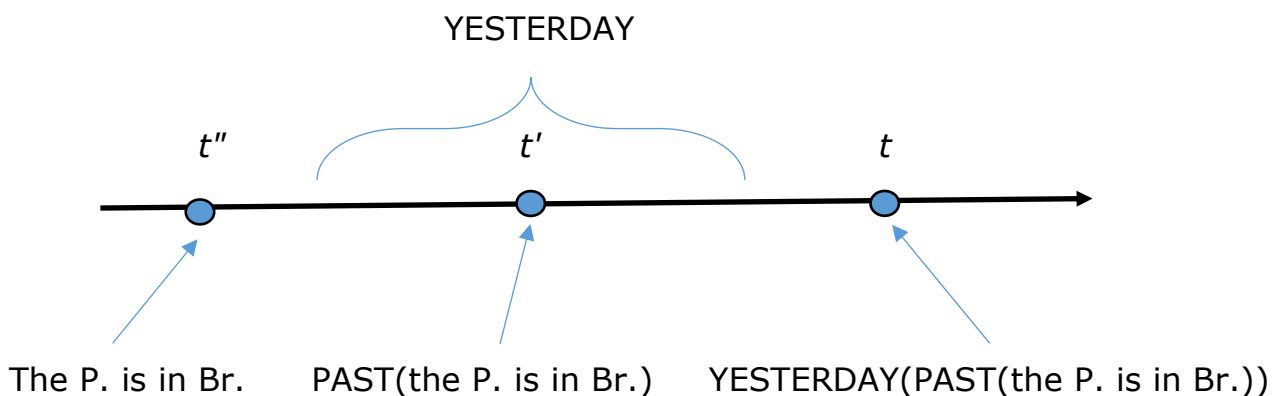 YESTERDAY
t" t' t
The P. is in Br. PAST(the P. is in Br.) YESTERDAY(PAST(the P. is in Br.))